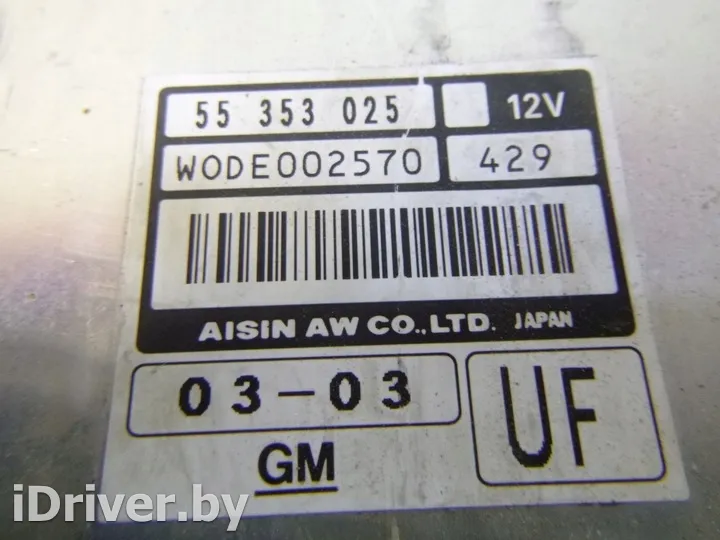 55 353 025 12V
WODE002570 429
AISIN AW CO.,LTD. JAPAN
03-03 UF
GM
iDriver.by